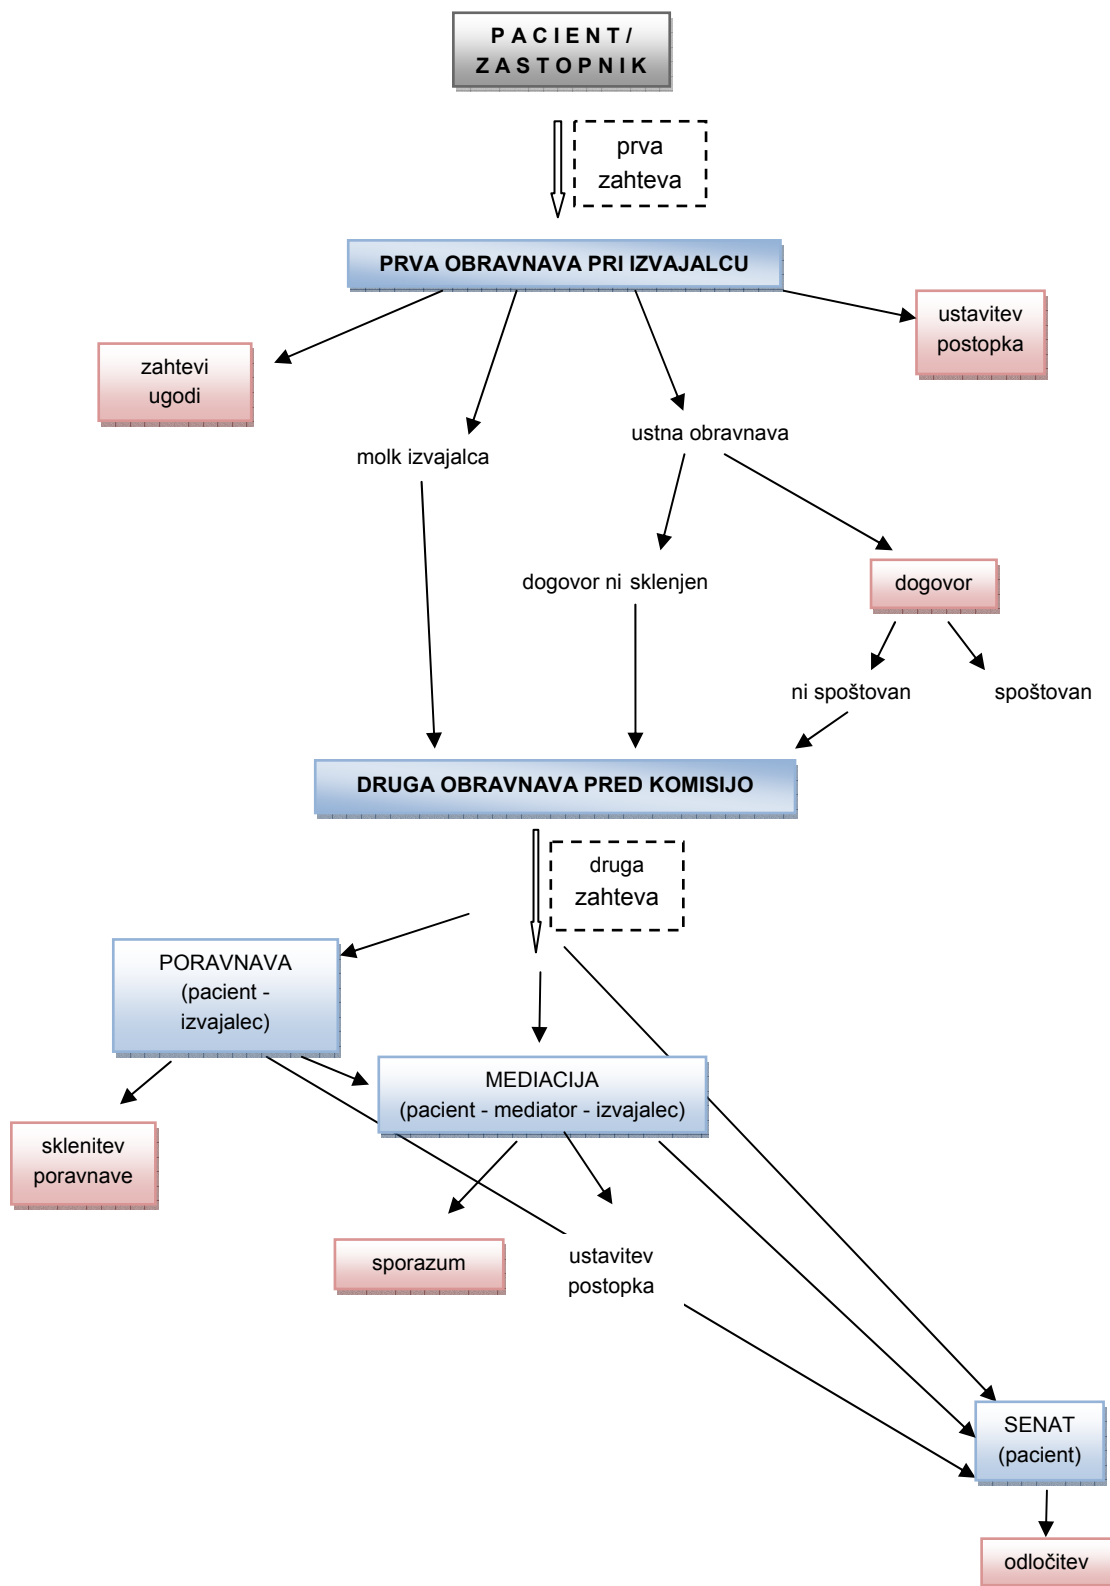 PACIENT/
ZASTOPNIK
prva
zahteva
PRVA OBRAVNAVA PRI IZVAJALCU
ustavitev
postopka
zahtevi
ugodi
ustna obravnava
molk izvajalca
dogovor ni sklenjen
dogovor
ni spoštovan
spoštovan
DRUGA OBRAVNAVA PRED KOMISIJO
druga
zahteva
PORAVNAVA
(pacient -
izvajalec)
MEDIACIJA
(pacient - mediator - izvajalec)
sklenitev
poravnave
sporazum
ustavitev
postopka
SENAT
(pacient)
odločitev